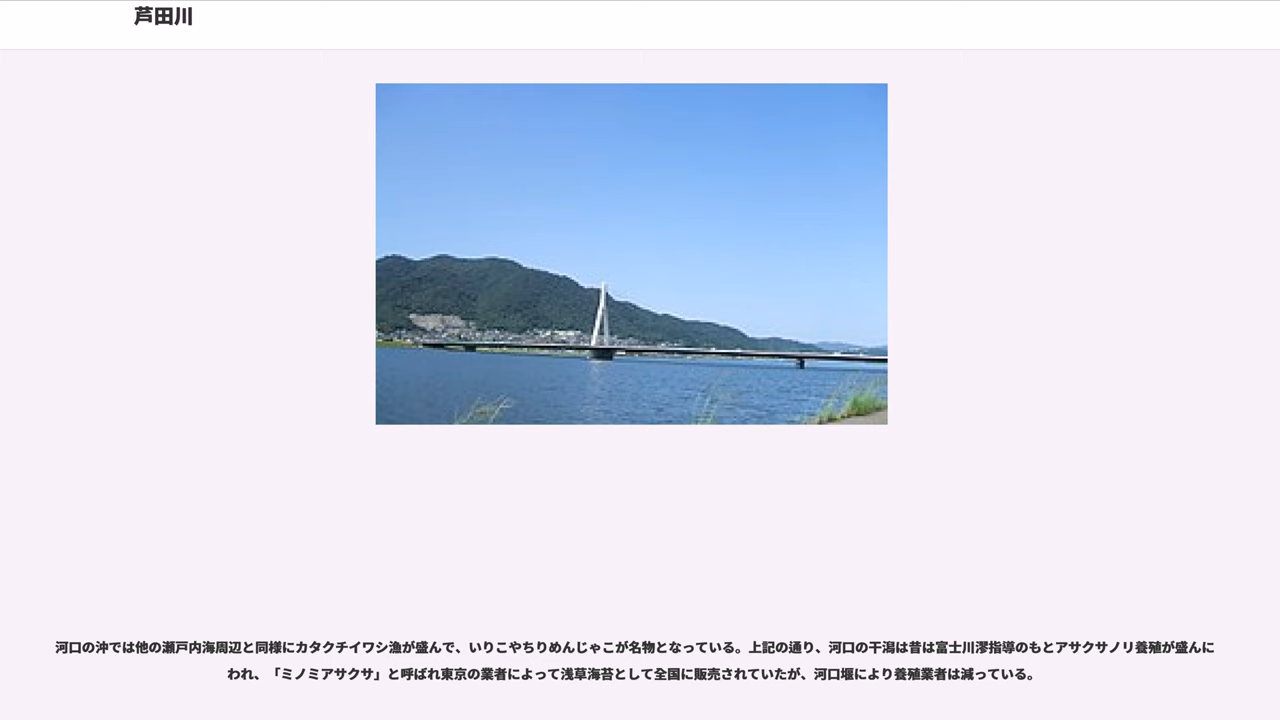 芦田川
河口の沖では他の瀬戸内海周辺と同様にカタクチイワシ漁が盛んで、いりこやちりめんじゃこが名物となっている。上記の通り、河口の干潟は昔は富士川漻指導のもとアサクサノリ養殖が盛んに
われ、「ミノミアサクサ」と呼ばれ東京の業者によって浅草海苔として全国に販売されていたが、河口堰により養殖業者は減っている。